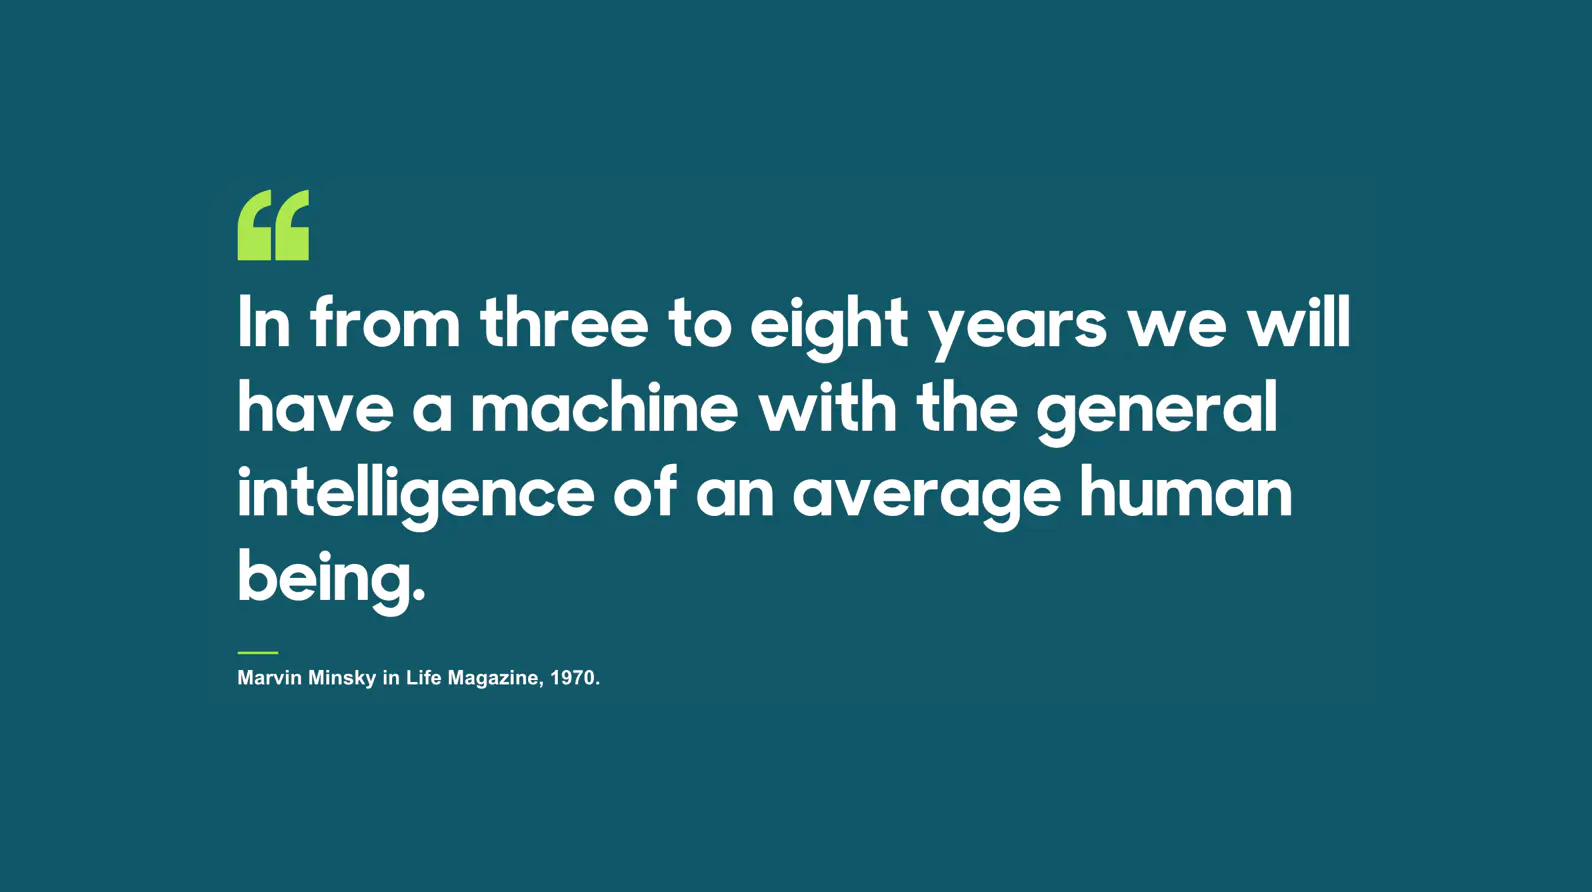 “
In from three to eight years we will
have a machine with the general
intelligence of an average human
being.
Marvin Minsky in Life Magazine, 1970.